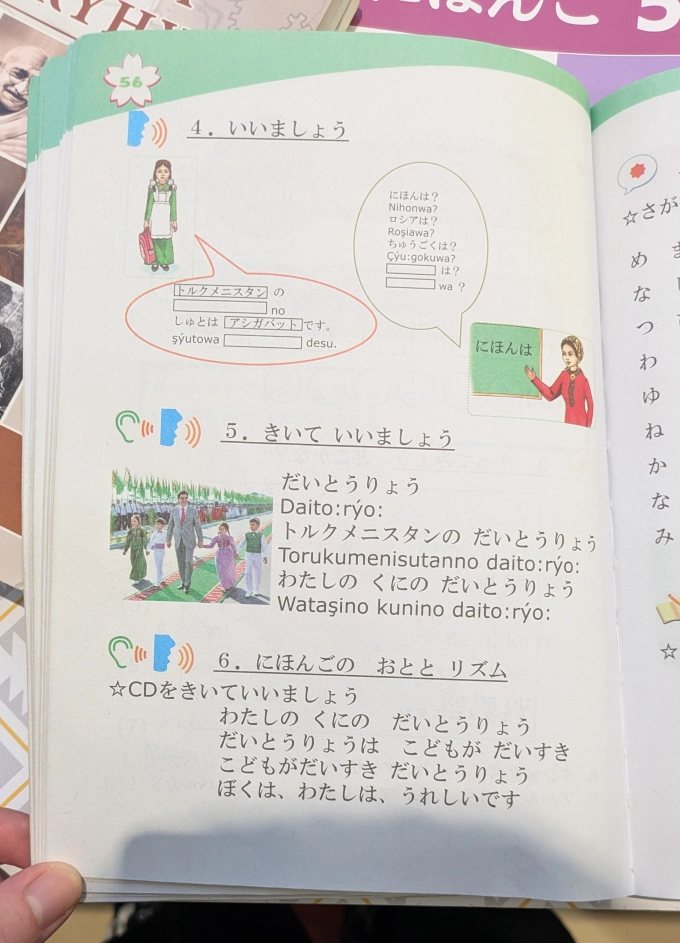 にほんご 5
56
4．いいましょう
にほんは？
Nihonwa?
ロシアは？
Roşiawa?
ちゅうごくは？
Çýu:gokuwa?
は？
wa ?
トルクメニスタン の
no
しゅとは アシガバット です。
şýutowa desu.
にほんは
5．きいて いいましょう
だいとうりょう
Daito:rýo:
トルクメニスタンの だいとうりょう
Torukumenisutanno daito:rýo:
わたしの くにの だいとうりょう
Wataşino kunino daito:rýo:
6．にほんごの おとと リズム
☆CDをきいていいましょう
わたしの くにの だいとうりょう
だいとうりょうは こどもが だいすき
こどもがだいすき だいとうりょう
ぼくは、わたしは、うれしいです
☆さが
め
な
つ
わ
ゆ
ね
か
な
み
☆